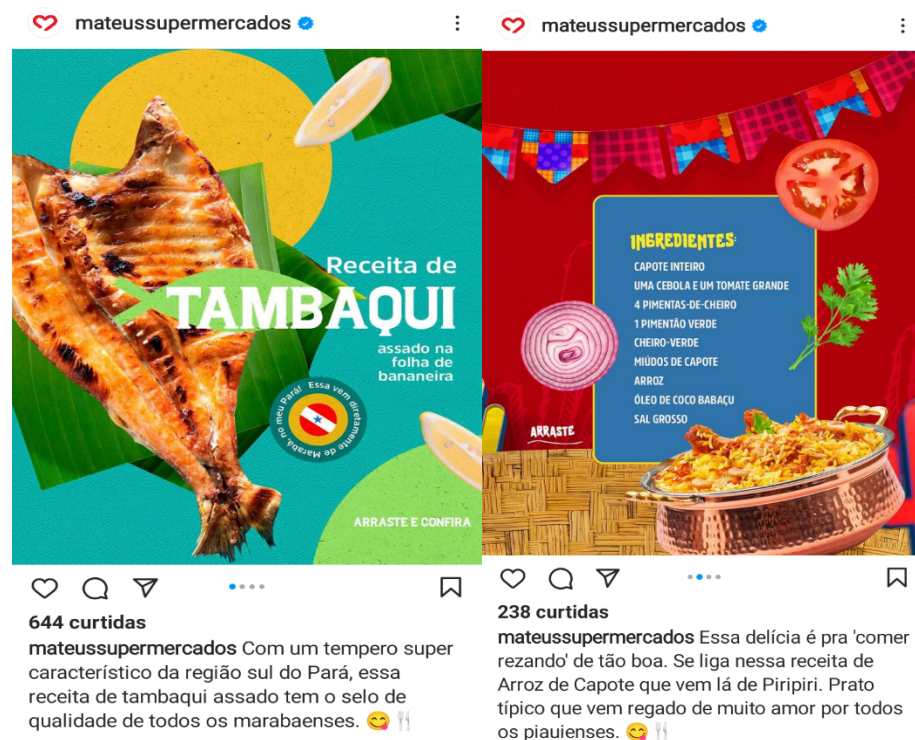 mateussupermercados
Receita de
TAMBAQUI
assado na
folha de
bananeira
Essa vem diretamente de Marabá, no meu Pará!
ARRASTE E CONFIRA
644 curtidas
mateussupermercados Com um tempero super
característico da região sul do Pará, essa
receita de tambaqui assado tem o selo de
qualidade de todos os marabaenses. 😋🍴
mateussupermercados
INGREDIENTES:
CAPOTE INTEIRO
UMA CEBOLA E UM TOMATE GRANDE
4 PIMENTAS-DE-CHEIRO
1 PIMENTÃO VERDE
CHEIRO-VERDE
MIÚDOS DE CAPOTE
ARROZ
ÓLEO DE COCO BABAÇU
SAL GROSSO
ARRASTE
238 curtidas
mateussupermercados Essa delícia é pra 'comer
rezando' de tão boa. Se liga nessa receita de
Arroz de Capote que vem lá de Piripiri. Prato
típico que vem regado de muito amor por todos
os piauienses. 😋🍴